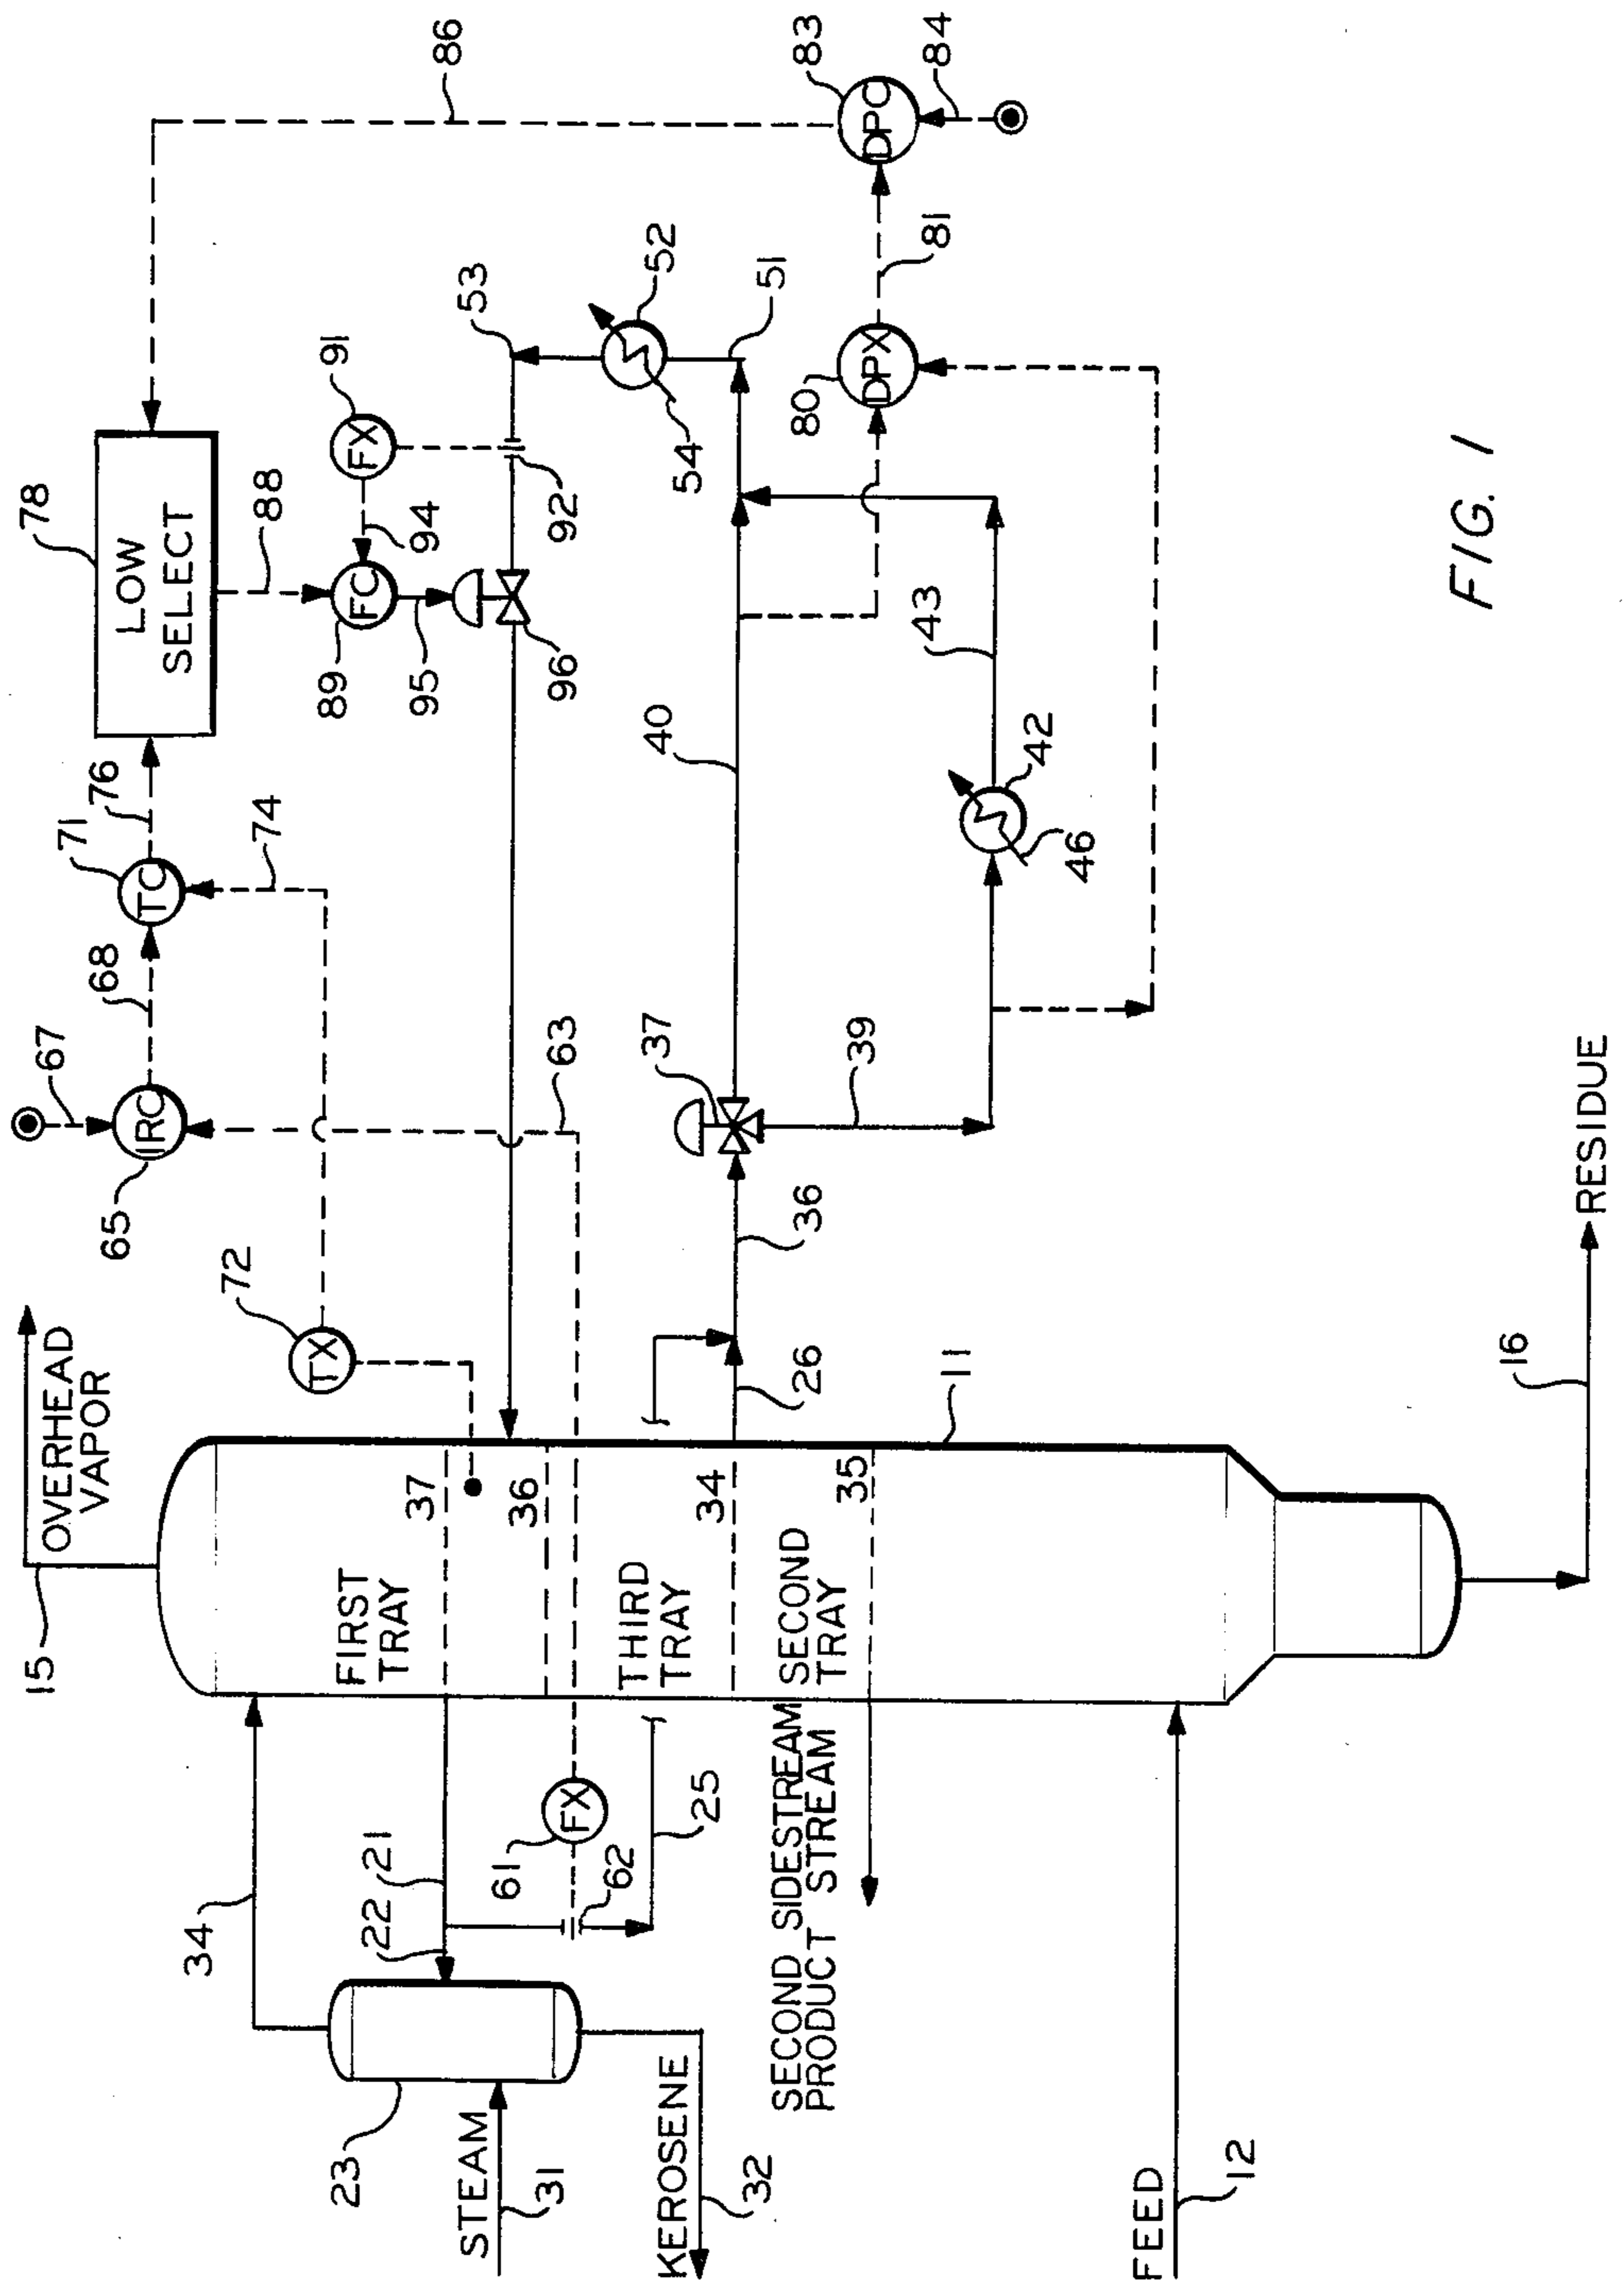 15
OVERHEAD
VAPOR
67
65
IRC
68
71
TC
76
78
LOW
SELECT
86
72
TX
74
88
89
FC
91
FX
94
95
34
FIRST
TRAY
37
36
21
22
61
FX
62
25
63
96
92
53
52
54
51
THIRD
TRAY
34
26
36
37
40
39
43
42
46
80
DPX
81
83
DPC
84
23
STEAM
31
KEROSENE
32
SECOND SIDESTREAM
PRODUCT STREAM
SECOND
TRAY
35
11
FEED
12
16
RESIDUE
FIG. 1